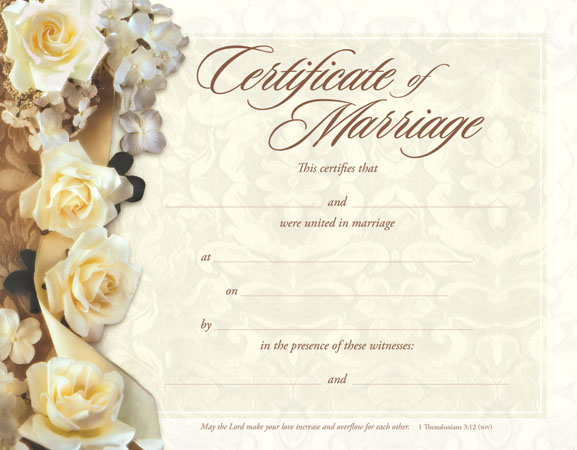 Certificate of
Marriage
This certifies that
and
were united in marriage
at
on
by
in the presence of these witnesses:
and
May the Lord make your love increase and overflow for each other. 1 Thessalonians 3:12 (NIV)